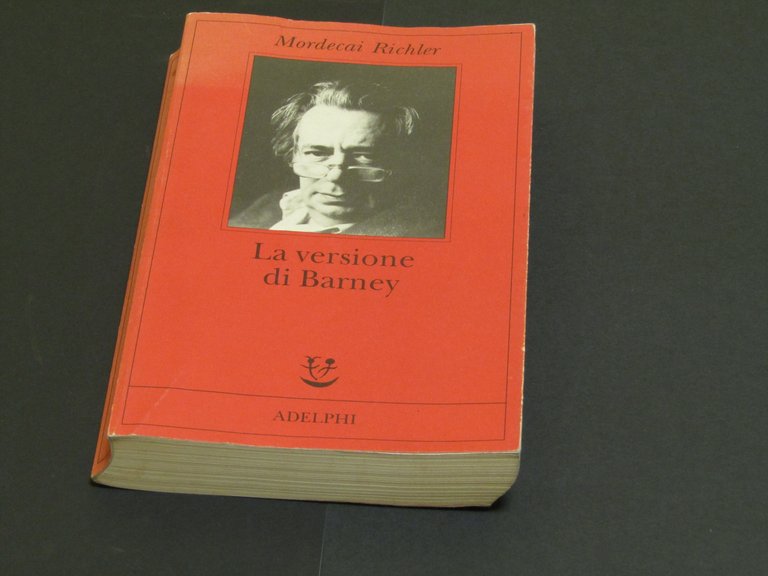 Mordecai Richler
La versione
di Barney
ADELPHI